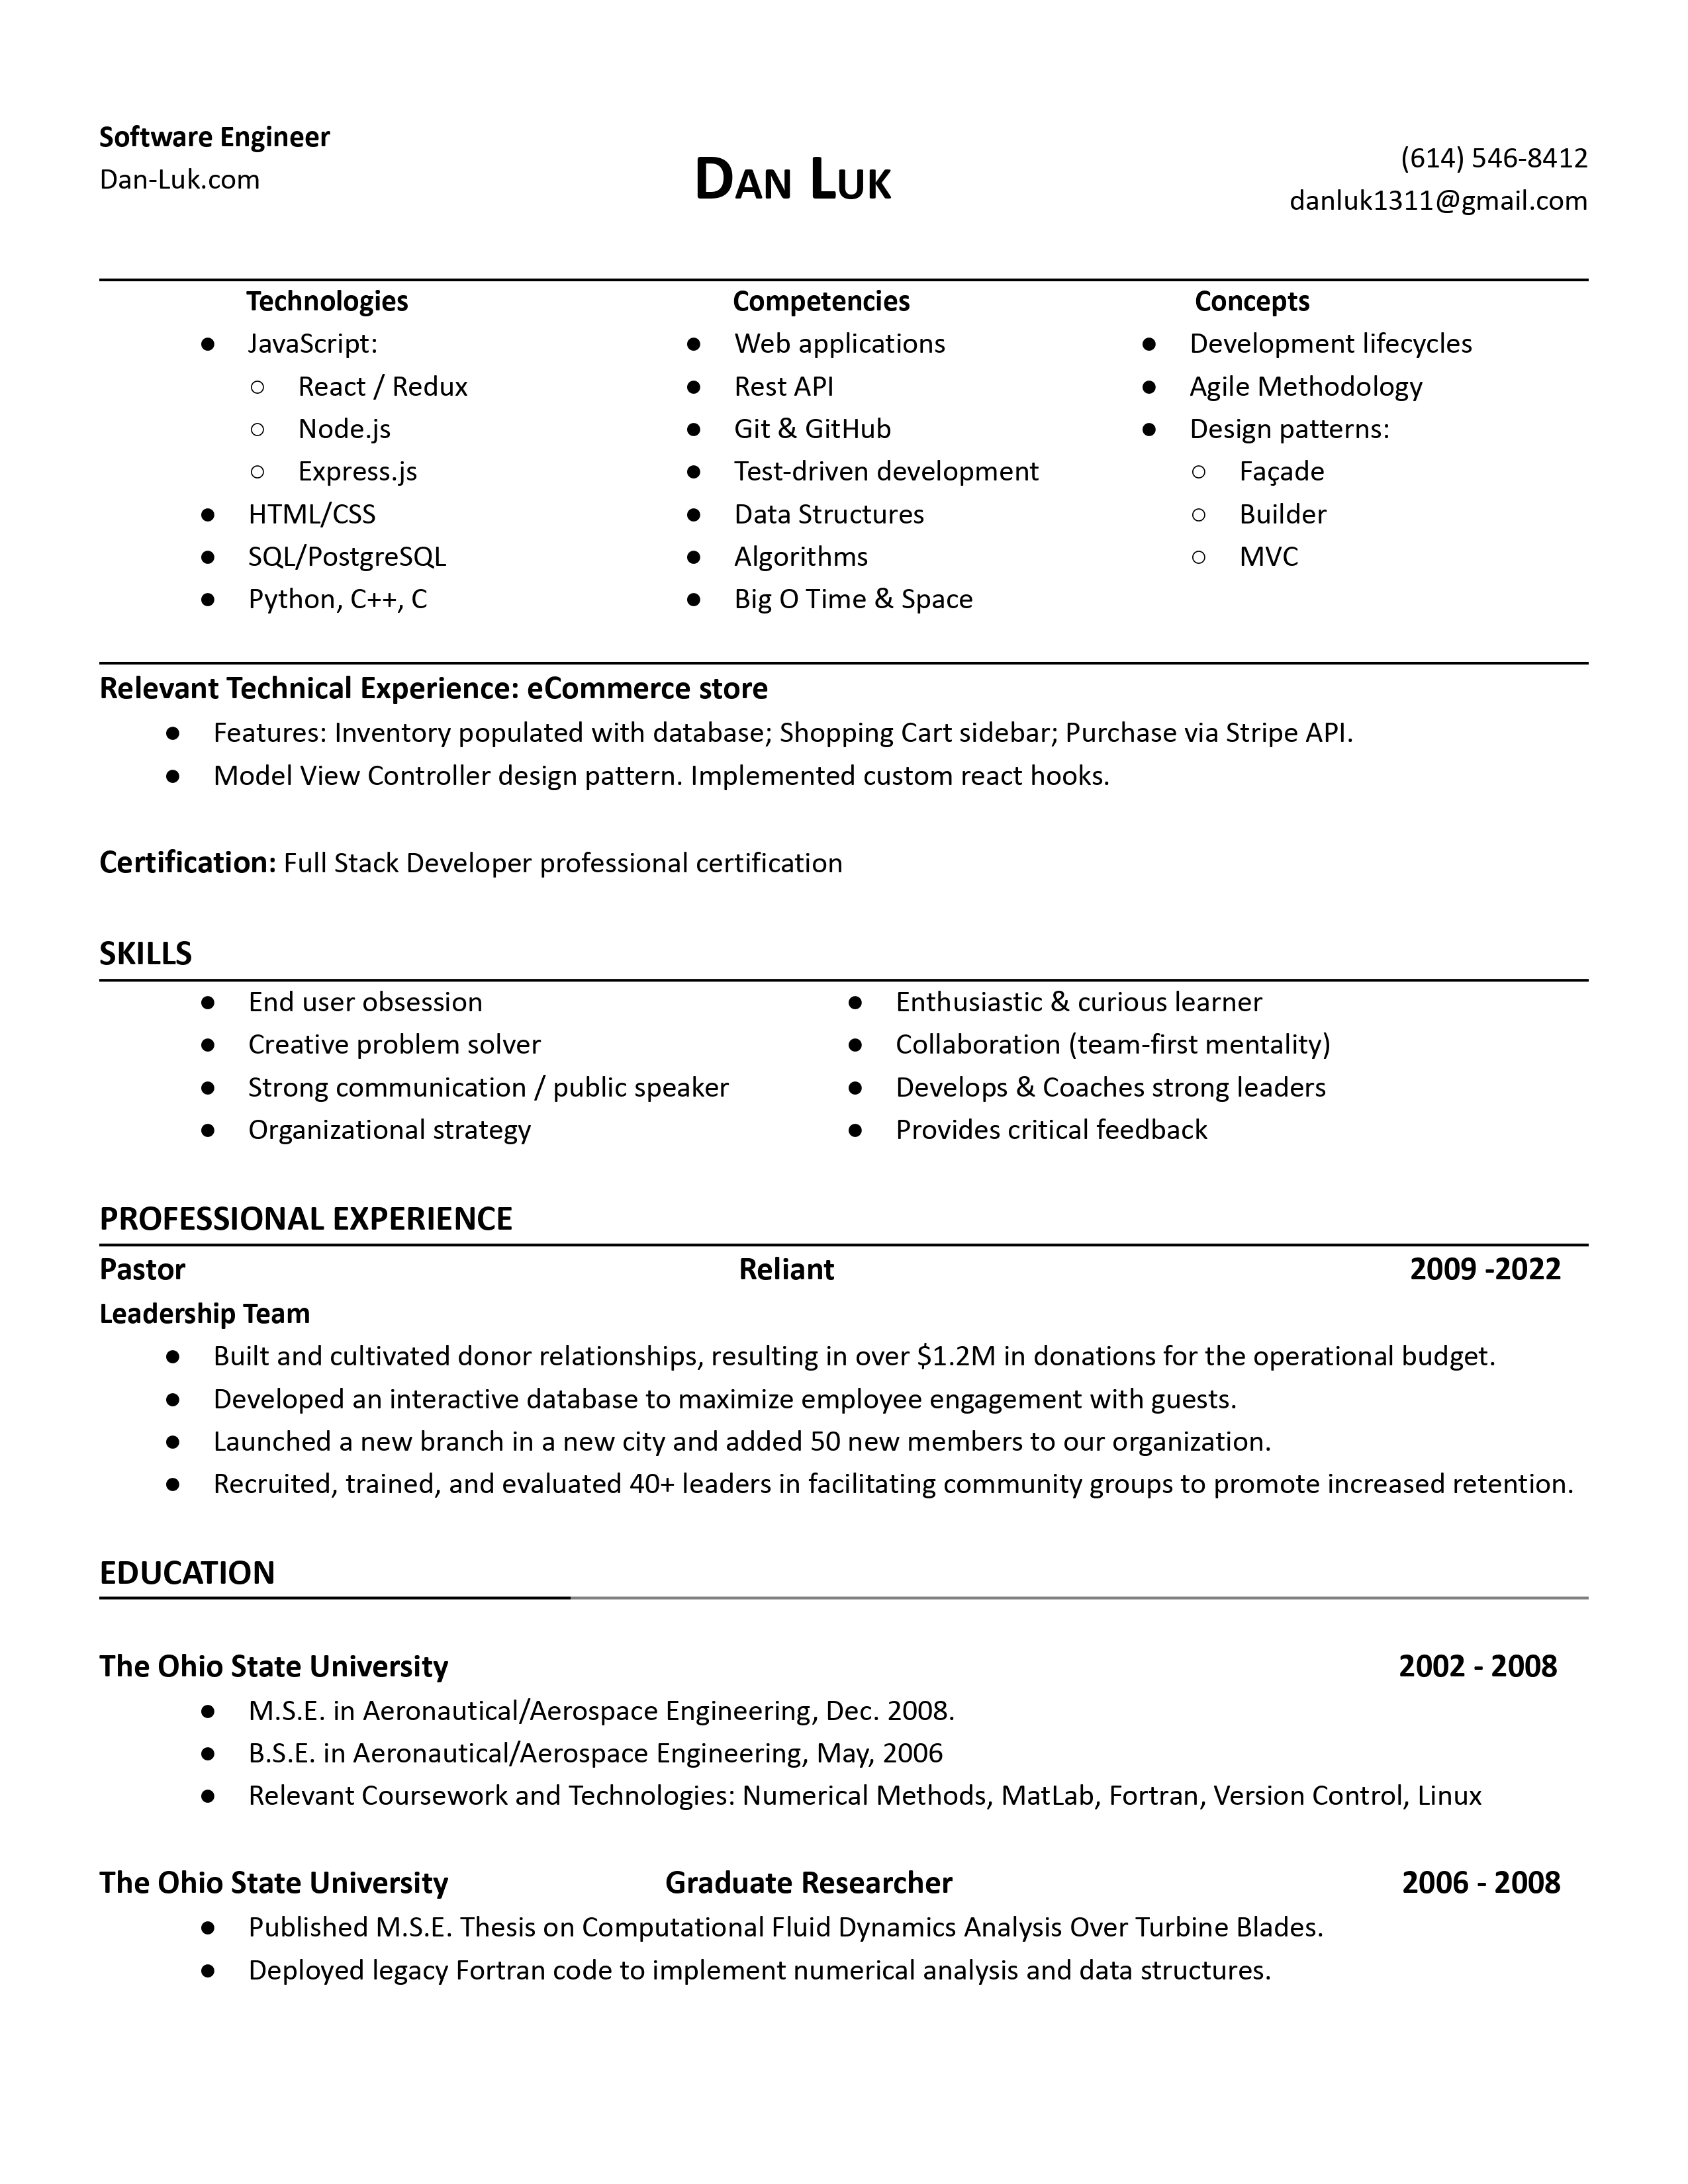 Software Engineer
Dan-Luk.com
DAN LUK
(614) 546-8412
danluk1311@gmail.com
Technologies
● JavaScript:
○ React / Redux
○ Node.js
○ Express.js
● HTML/CSS
● SQL/PostgreSQL
● Python, C++, C
Competencies
● Web applications
● Rest API
● Git & GitHub
● Test-driven development
● Data Structures
● Algorithms
● Big O Time & Space
Concepts
● Development lifecycles
● Agile Methodology
● Design patterns:
○ Façade
○ Builder
○ MVC
Relevant Technical Experience: eCommerce store
● Features: Inventory populated with database; Shopping Cart sidebar; Purchase via Stripe API.
● Model View Controller design pattern. Implemented custom react hooks.
Certification: Full Stack Developer professional certification
SKILLS
● End user obsession
● Creative problem solver
● Strong communication / public speaker
● Organizational strategy
● Enthusiastic & curious learner
● Collaboration (team-first mentality)
● Develops & Coaches strong leaders
● Provides critical feedback
PROFESSIONAL EXPERIENCE
Pastor Reliant 2009 -2022
Leadership Team
● Built and cultivated donor relationships, resulting in over $1.2M in donations for the operational budget.
● Developed an interactive database to maximize employee engagement with guests.
● Launched a new branch in a new city and added 50 new members to our organization.
● Recruited, trained, and evaluated 40+ leaders in facilitating community groups to promote increased retention.
EDUCATION
The Ohio State University 2002 - 2008
● M.S.E. in Aeronautical/Aerospace Engineering, Dec. 2008.
● B.S.E. in Aeronautical/Aerospace Engineering, May, 2006
● Relevant Coursework and Technologies: Numerical Methods, MatLab, Fortran, Version Control, Linux
The Ohio State University Graduate Researcher 2006 - 2008
● Published M.S.E. Thesis on Computational Fluid Dynamics Analysis Over Turbine Blades.
● Deployed legacy Fortran code to implement numerical analysis and data structures.